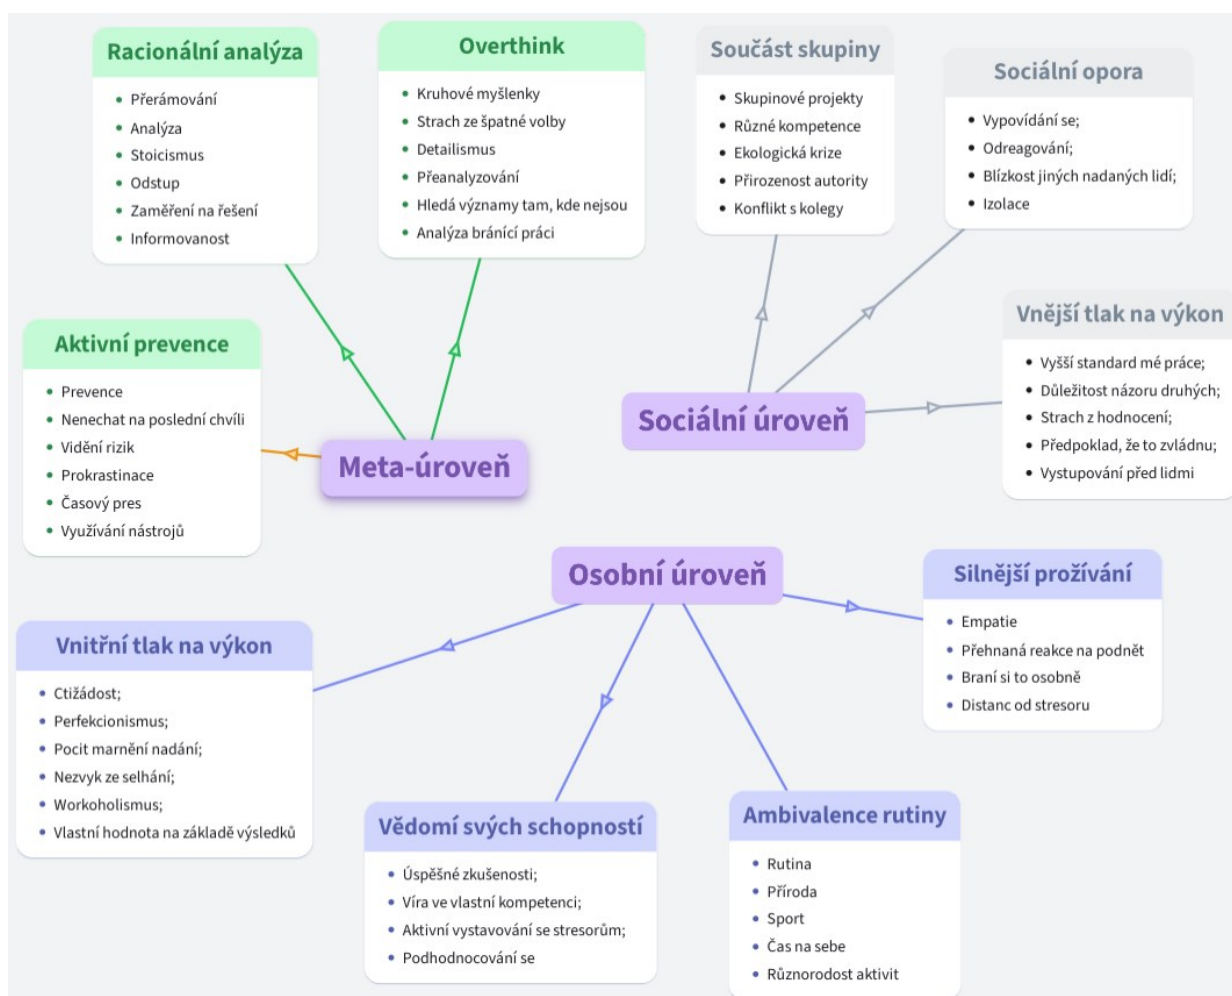 Racionální analýza
Přerámování
Analýza
Stoicismus
Odstup
Zaměření na řešení
Informovanost
Overthink
Kruhové myšlenky
Strach ze špatné volby
Detailismus
Přeanalyzování
Hledá významy tam, kde nejsou
Analýza bránící práci
Součást skupiny
Skupinové projekty
Různé kompetence
Ekologická krize
Přirozenost autority
Konflikt s kolegy
Sociální opora
Vypovídání se;
Odreagování;
Blízkost jiných nadaných lidí;
Izolace
Aktivní prevence
Prevence
Nenechat na poslední chvíli
Vidění rizik
Prokrastinace
Časový pres
Využívání nástrojů
Meta-úroveň
Sociální úroveň
Vnější tlak na výkon
Vyšší standard mé práce;
Důležitost názoru druhých;
Strach z hodnocení;
Předpoklad, že to zvládnu;
Vystupování před lidmi
Osobní úroveň
Silnější prožívání
Empatie
Přehnaná reakce na podnět
Braní si to osobně
Distanc od stresoru
Vnitřní tlak na výkon
Ctižádost;
Perfekcionismus;
Pocit marnění nadání;
Nezvyk ze selhání;
Workoholismus;
Vlastní hodnota na základě výsledků
Vědomí svých schopností
Úspěšné zkušenosti;
Víra ve vlastní kompetenci;
Aktivní vystavování se stresorům;
Podhodnocování se
Ambivalence rutiny
Rutina
Příroda
Sport
Čas na sebe
Různorodost aktivit